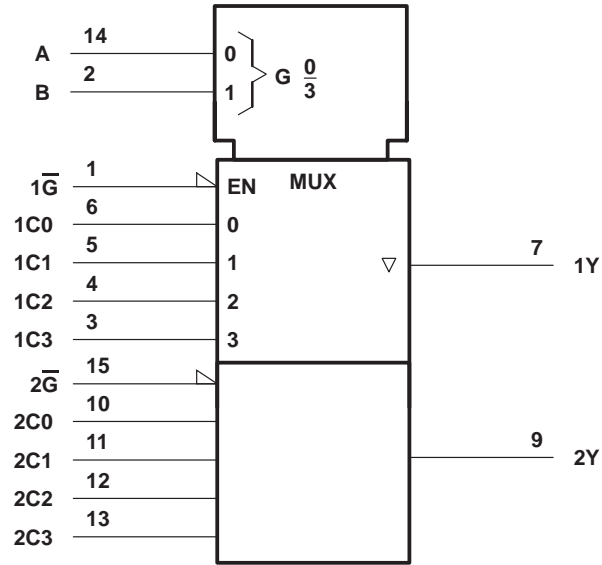 A 14 0 G 0/3
B 2 1
1G̅ 1 EN MUX
1C0 6 0
1C1 5 1 ▽ 7 1Y
1C2 4 2
1C3 3 3
2G̅ 15
2C0 10
2C1 11 9 2Y
2C2 12
2C3 13